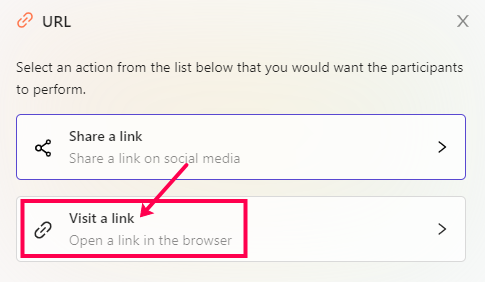 URL
Select an action from the list below that you would want the participants
to perform.
Share a link
Share a link on social media
Visit a link
Open a link in the browser